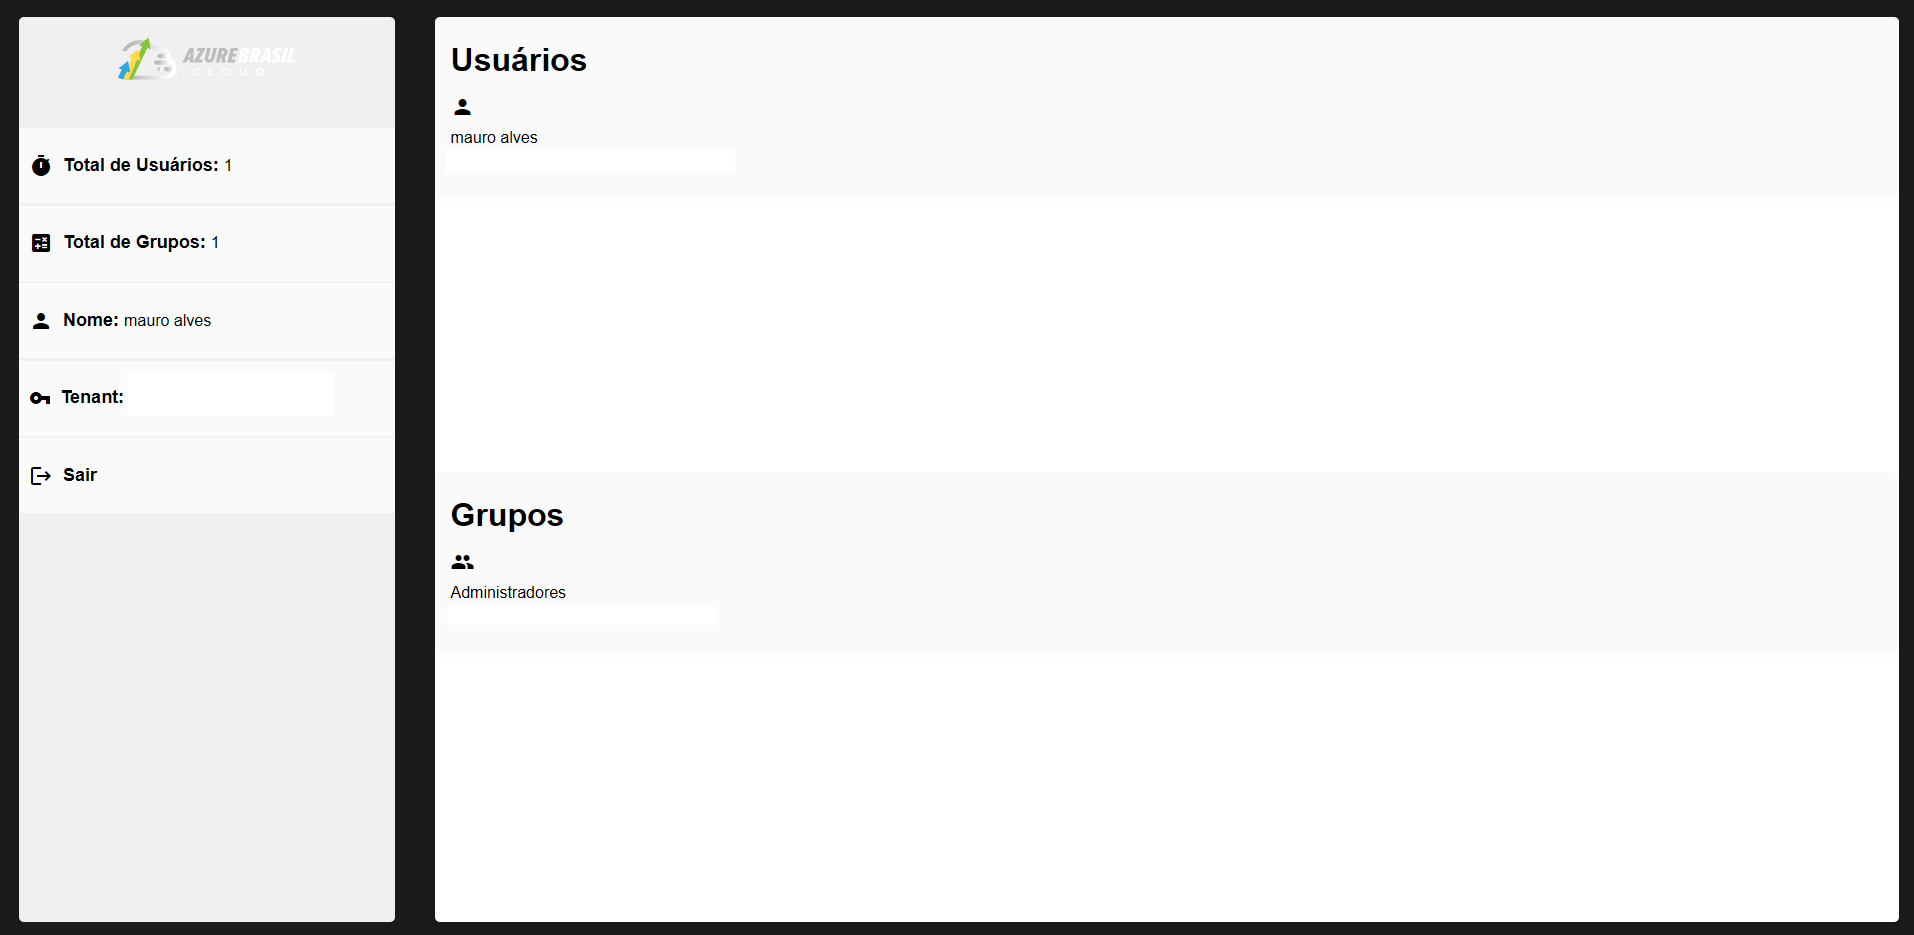 AZUREBRASIL
CLOUD
Total de Usuários: 1
Total de Grupos: 1
Nome: mauro alves
Tenant:
Sair
Usuários
mauro alves
Grupos
Administradores